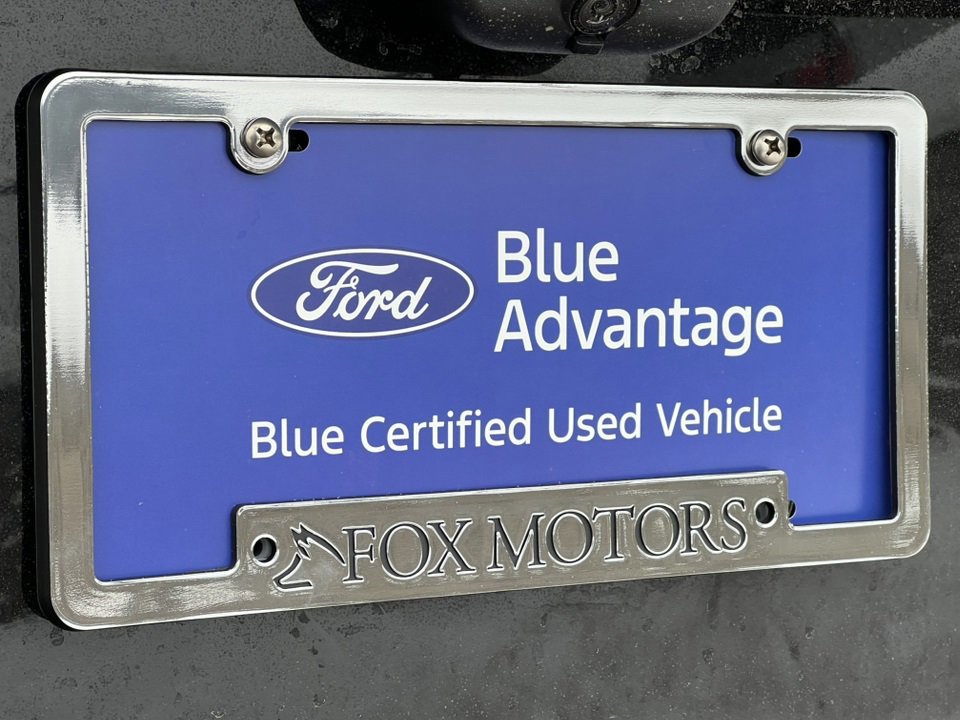 Ford
Blue
Advantage
Blue Certified Used Vehicle
FOX MOTORS